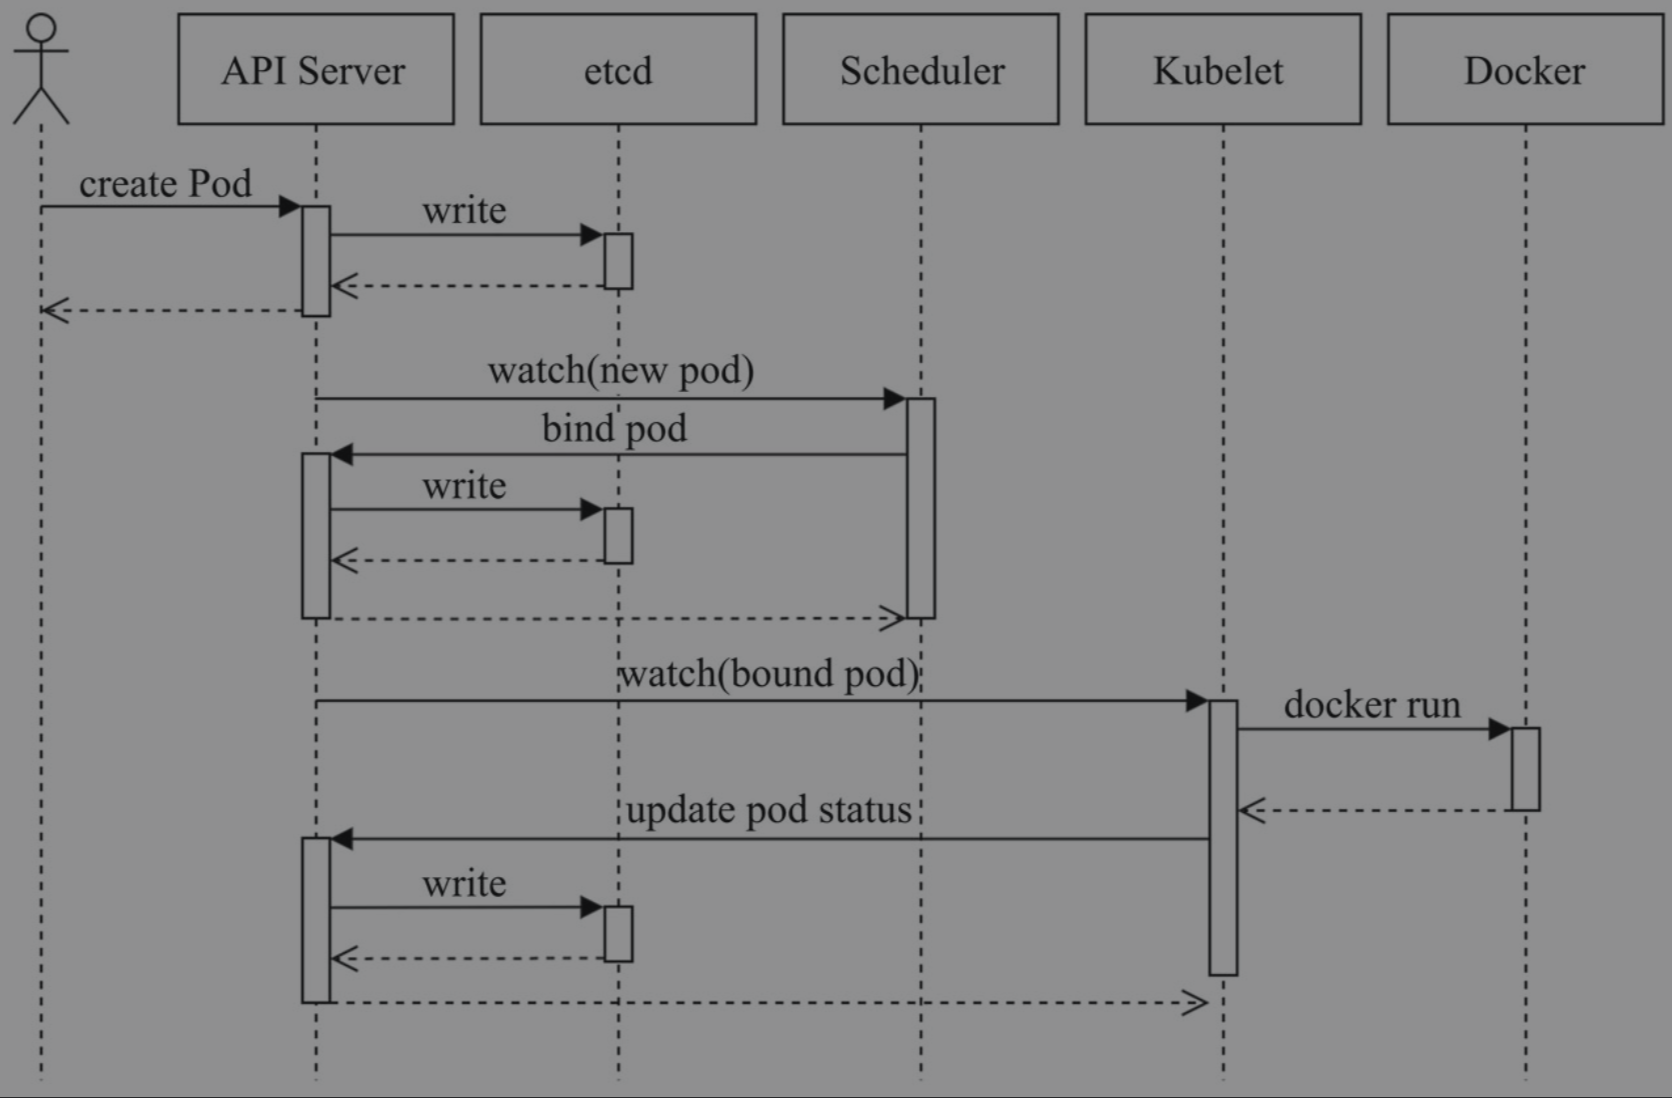 API Server
etcd
Scheduler
Kubelet
Docker
create Pod
write
watch(new pod)
bind pod
write
watch(bound pod)
docker run
update pod status
write